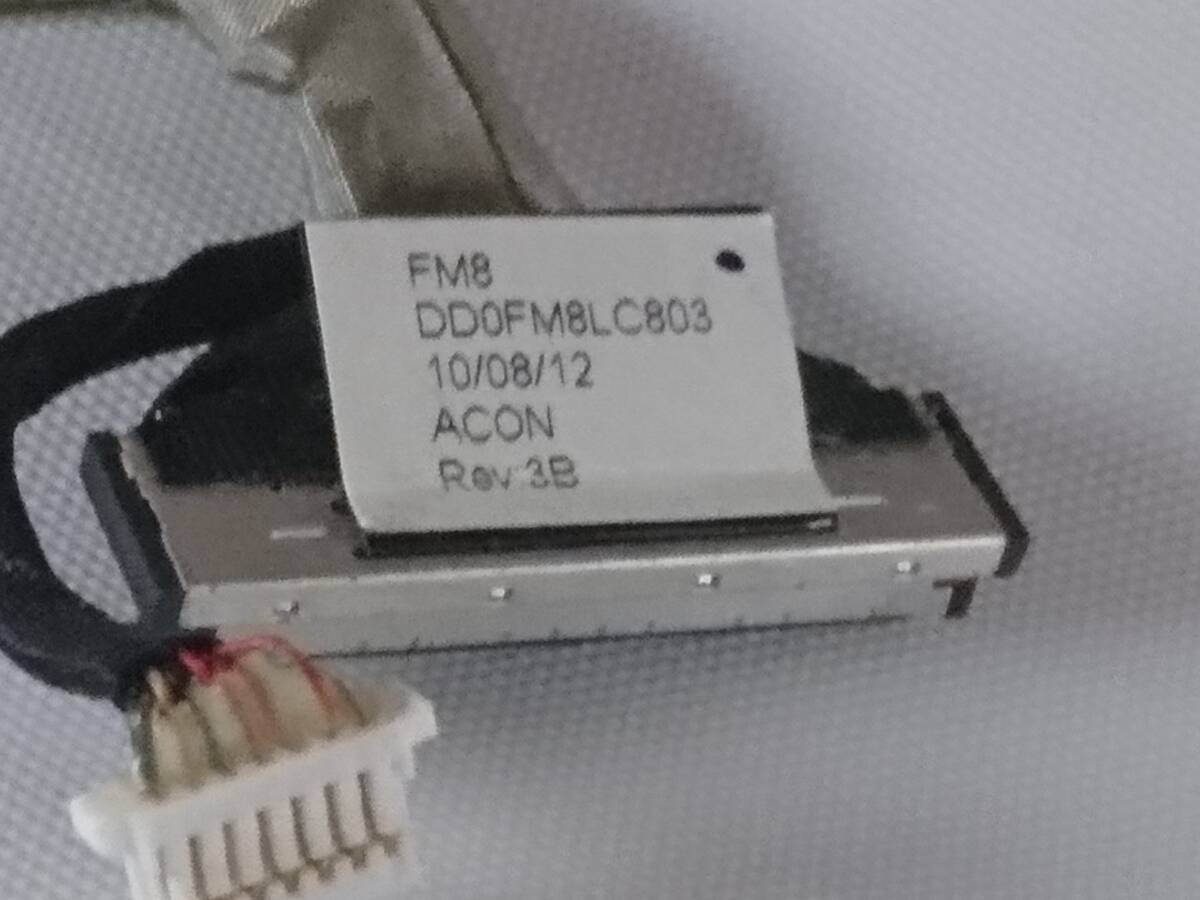 FM8
DD0FM8LC803
10/08/12
ACON
Rev:3B